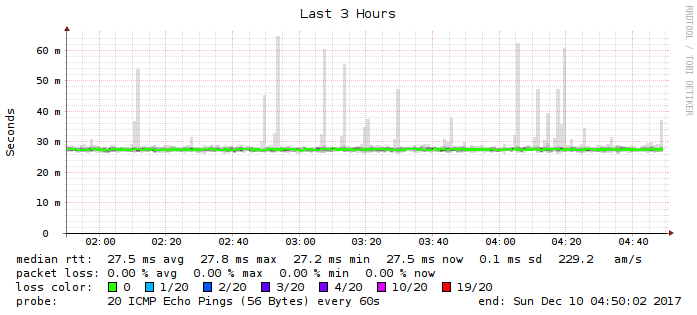 Last 3 Hours
RRDTOOL / TOBI OETIKER
Seconds
60 m
50 m
40 m
30 m
20 m
10 m
0
02:00 02:20 02:40 03:00 03:20 03:40 04:00 04:20 04:40
median rtt: 27.5 ms avg 27.8 ms max 27.2 ms min 27.5 ms now 0.1 ms sd 229.2 am/s
packet loss: 0.00 % avg 0.00 % max 0.00 % min 0.00 % now
loss color: 0 1/20 2/20 3/20 4/20 10/20 19/20
probe: 20 ICMP Echo Pings (56 Bytes) every 60s end: Sun Dec 10 04:50:02 2017